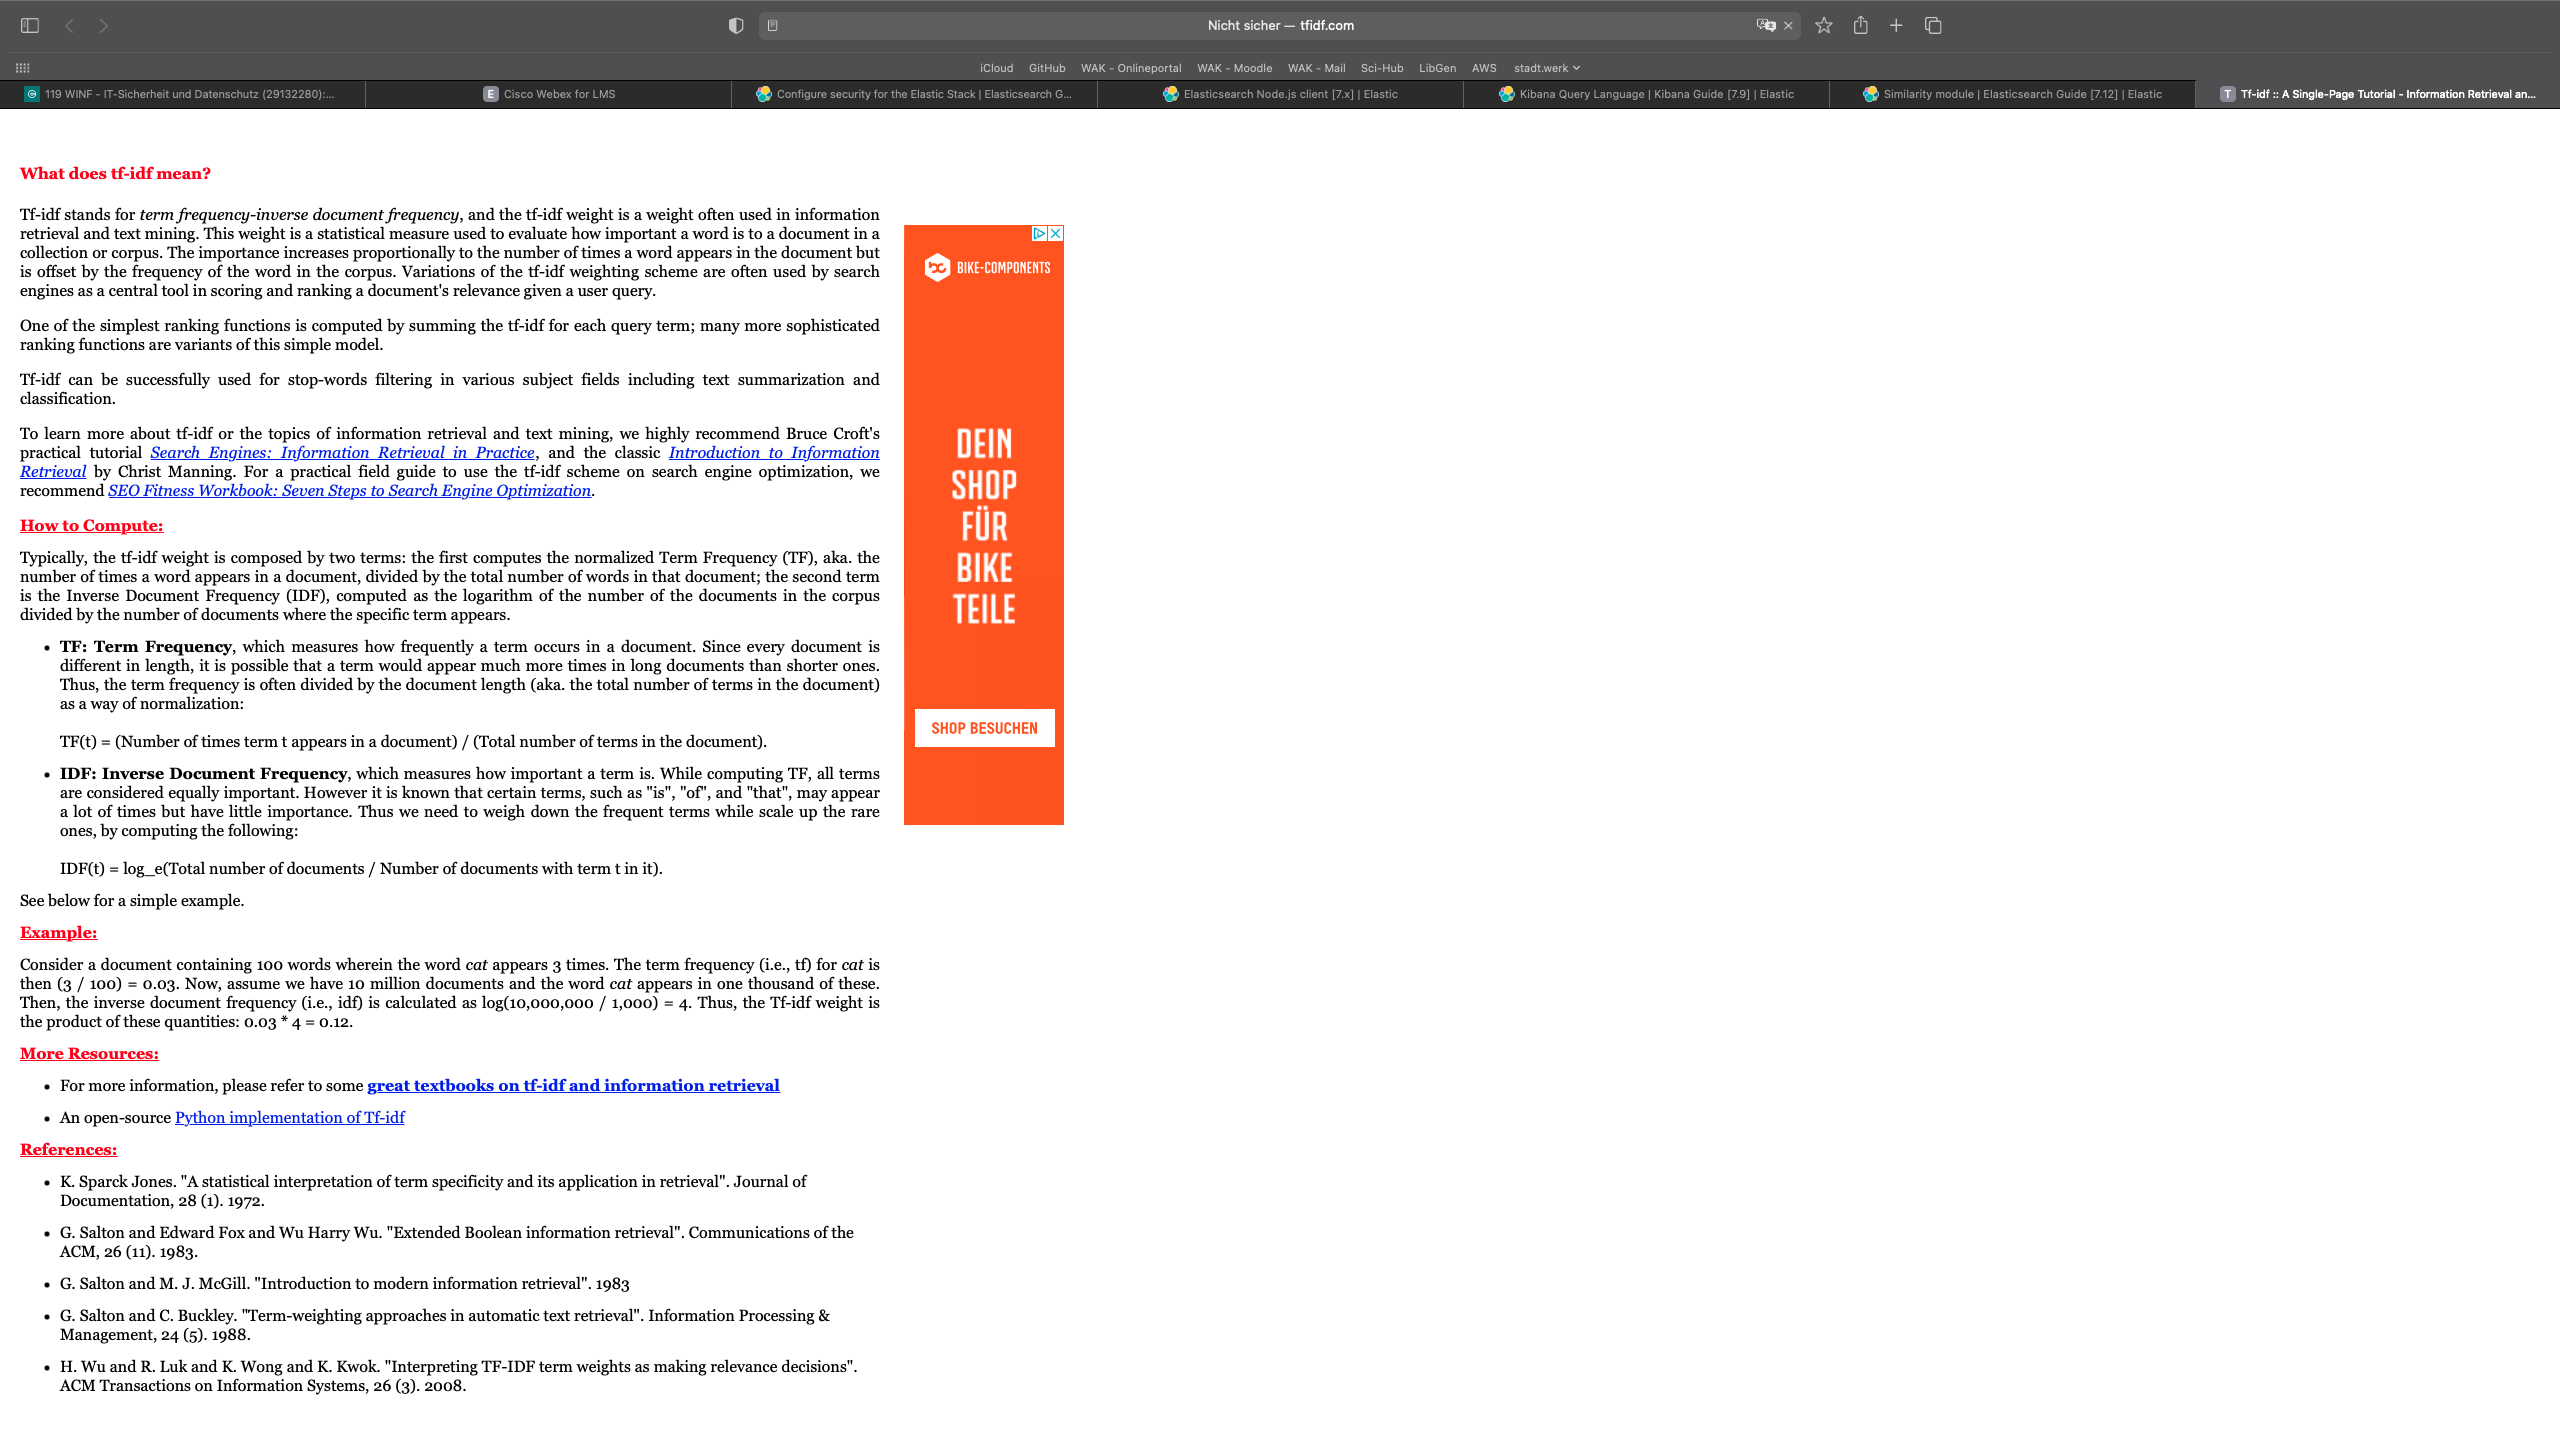 Nicht sicher — tfidf.com
iCloud GitHub WAK - Onlineportal WAK - Moodle WAK - Mail Sci-Hub LibGen AWS stadt.werk
119 WINF - IT-Sicherheit und Datenschutz (29132280):...
E Cisco Webex for LMS
Configure security for the Elastic Stack | Elasticsearch G...
Elasticsearch Node.js client [7.x] | Elastic
Kibana Query Language | Kibana Guide [7.9] | Elastic
Similarity module | Elasticsearch Guide [7.12] | Elastic
T Tf-idf :: A Single-Page Tutorial - Information Retrieval an...
What does tf-idf mean?
Tf-idf stands for term frequency-inverse document frequency, and the tf-idf weight is a weight often used in information
retrieval and text mining. This weight is a statistical measure used to evaluate how important a word is to a document in a
collection or corpus. The importance increases proportionally to the number of times a word appears in the document but
is offset by the frequency of the word in the corpus. Variations of the tf-idf weighting scheme are often used by search
engines as a central tool in scoring and ranking a document's relevance given a user query.
One of the simplest ranking functions is computed by summing the tf-idf for each query term; many more sophisticated
ranking functions are variants of this simple model.
Tf-idf can be successfully used for stop-words filtering in various subject fields including text summarization and
classification.
To learn more about tf-idf or the topics of information retrieval and text mining, we highly recommend Bruce Croft's
practical tutorial Search Engines: Information Retrieval in Practice, and the classic Introduction to Information
Retrieval by Christ Manning. For a practical field guide to use the tf-idf scheme on search engine optimization, we
recommend SEO Fitness Workbook: Seven Steps to Search Engine Optimization.
How to Compute:
Typically, the tf-idf weight is composed by two terms: the first computes the normalized Term Frequency (TF), aka. the
number of times a word appears in a document, divided by the total number of words in that document; the second term
is the Inverse Document Frequency (IDF), computed as the logarithm of the number of the documents in the corpus
divided by the number of documents where the specific term appears.
• TF: Term Frequency, which measures how frequently a term occurs in a document. Since every document is
different in length, it is possible that a term would appear much more times in long documents than shorter ones.
Thus, the term frequency is often divided by the document length (aka. the total number of terms in the document)
as a way of normalization:
TF(t) = (Number of times term t appears in a document) / (Total number of terms in the document).
• IDF: Inverse Document Frequency, which measures how important a term is. While computing TF, all terms
are considered equally important. However it is known that certain terms, such as "is", "of", and "that", may appear
a lot of times but have little importance. Thus we need to weigh down the frequent terms while scale up the rare
ones, by computing the following:
IDF(t) = log_e(Total number of documents / Number of documents with term t in it).
See below for a simple example.
Example:
Consider a document containing 100 words wherein the word cat appears 3 times. The term frequency (i.e., tf) for cat is
then (3 / 100) = 0.03. Now, assume we have 10 million documents and the word cat appears in one thousand of these.
Then, the inverse document frequency (i.e., idf) is calculated as log(10,000,000 / 1,000) = 4. Thus, the Tf-idf weight is
the product of these quantities: 0.03 * 4 = 0.12.
More Resources:
• For more information, please refer to some great textbooks on tf-idf and information retrieval
• An open-source Python implementation of Tf-idf
References:
• K. Sparck Jones. "A statistical interpretation of term specificity and its application in retrieval". Journal of
Documentation, 28 (1). 1972.
• G. Salton and Edward Fox and Wu Harry Wu. "Extended Boolean information retrieval". Communications of the
ACM, 26 (11). 1983.
• G. Salton and M. J. McGill. "Introduction to modern information retrieval". 1983
• G. Salton and C. Buckley. "Term-weighting approaches in automatic text retrieval". Information Processing &
Management, 24 (5). 1988.
• H. Wu and R. Luk and K. Wong and K. Kwok. "Interpreting TF-IDF term weights as making relevance decisions".
ACM Transactions on Information Systems, 26 (3). 2008.
bc BIKE-COMPONENTS
DEIN
SHOP
FÜR
BIKE
TEILE
SHOP BESUCHEN